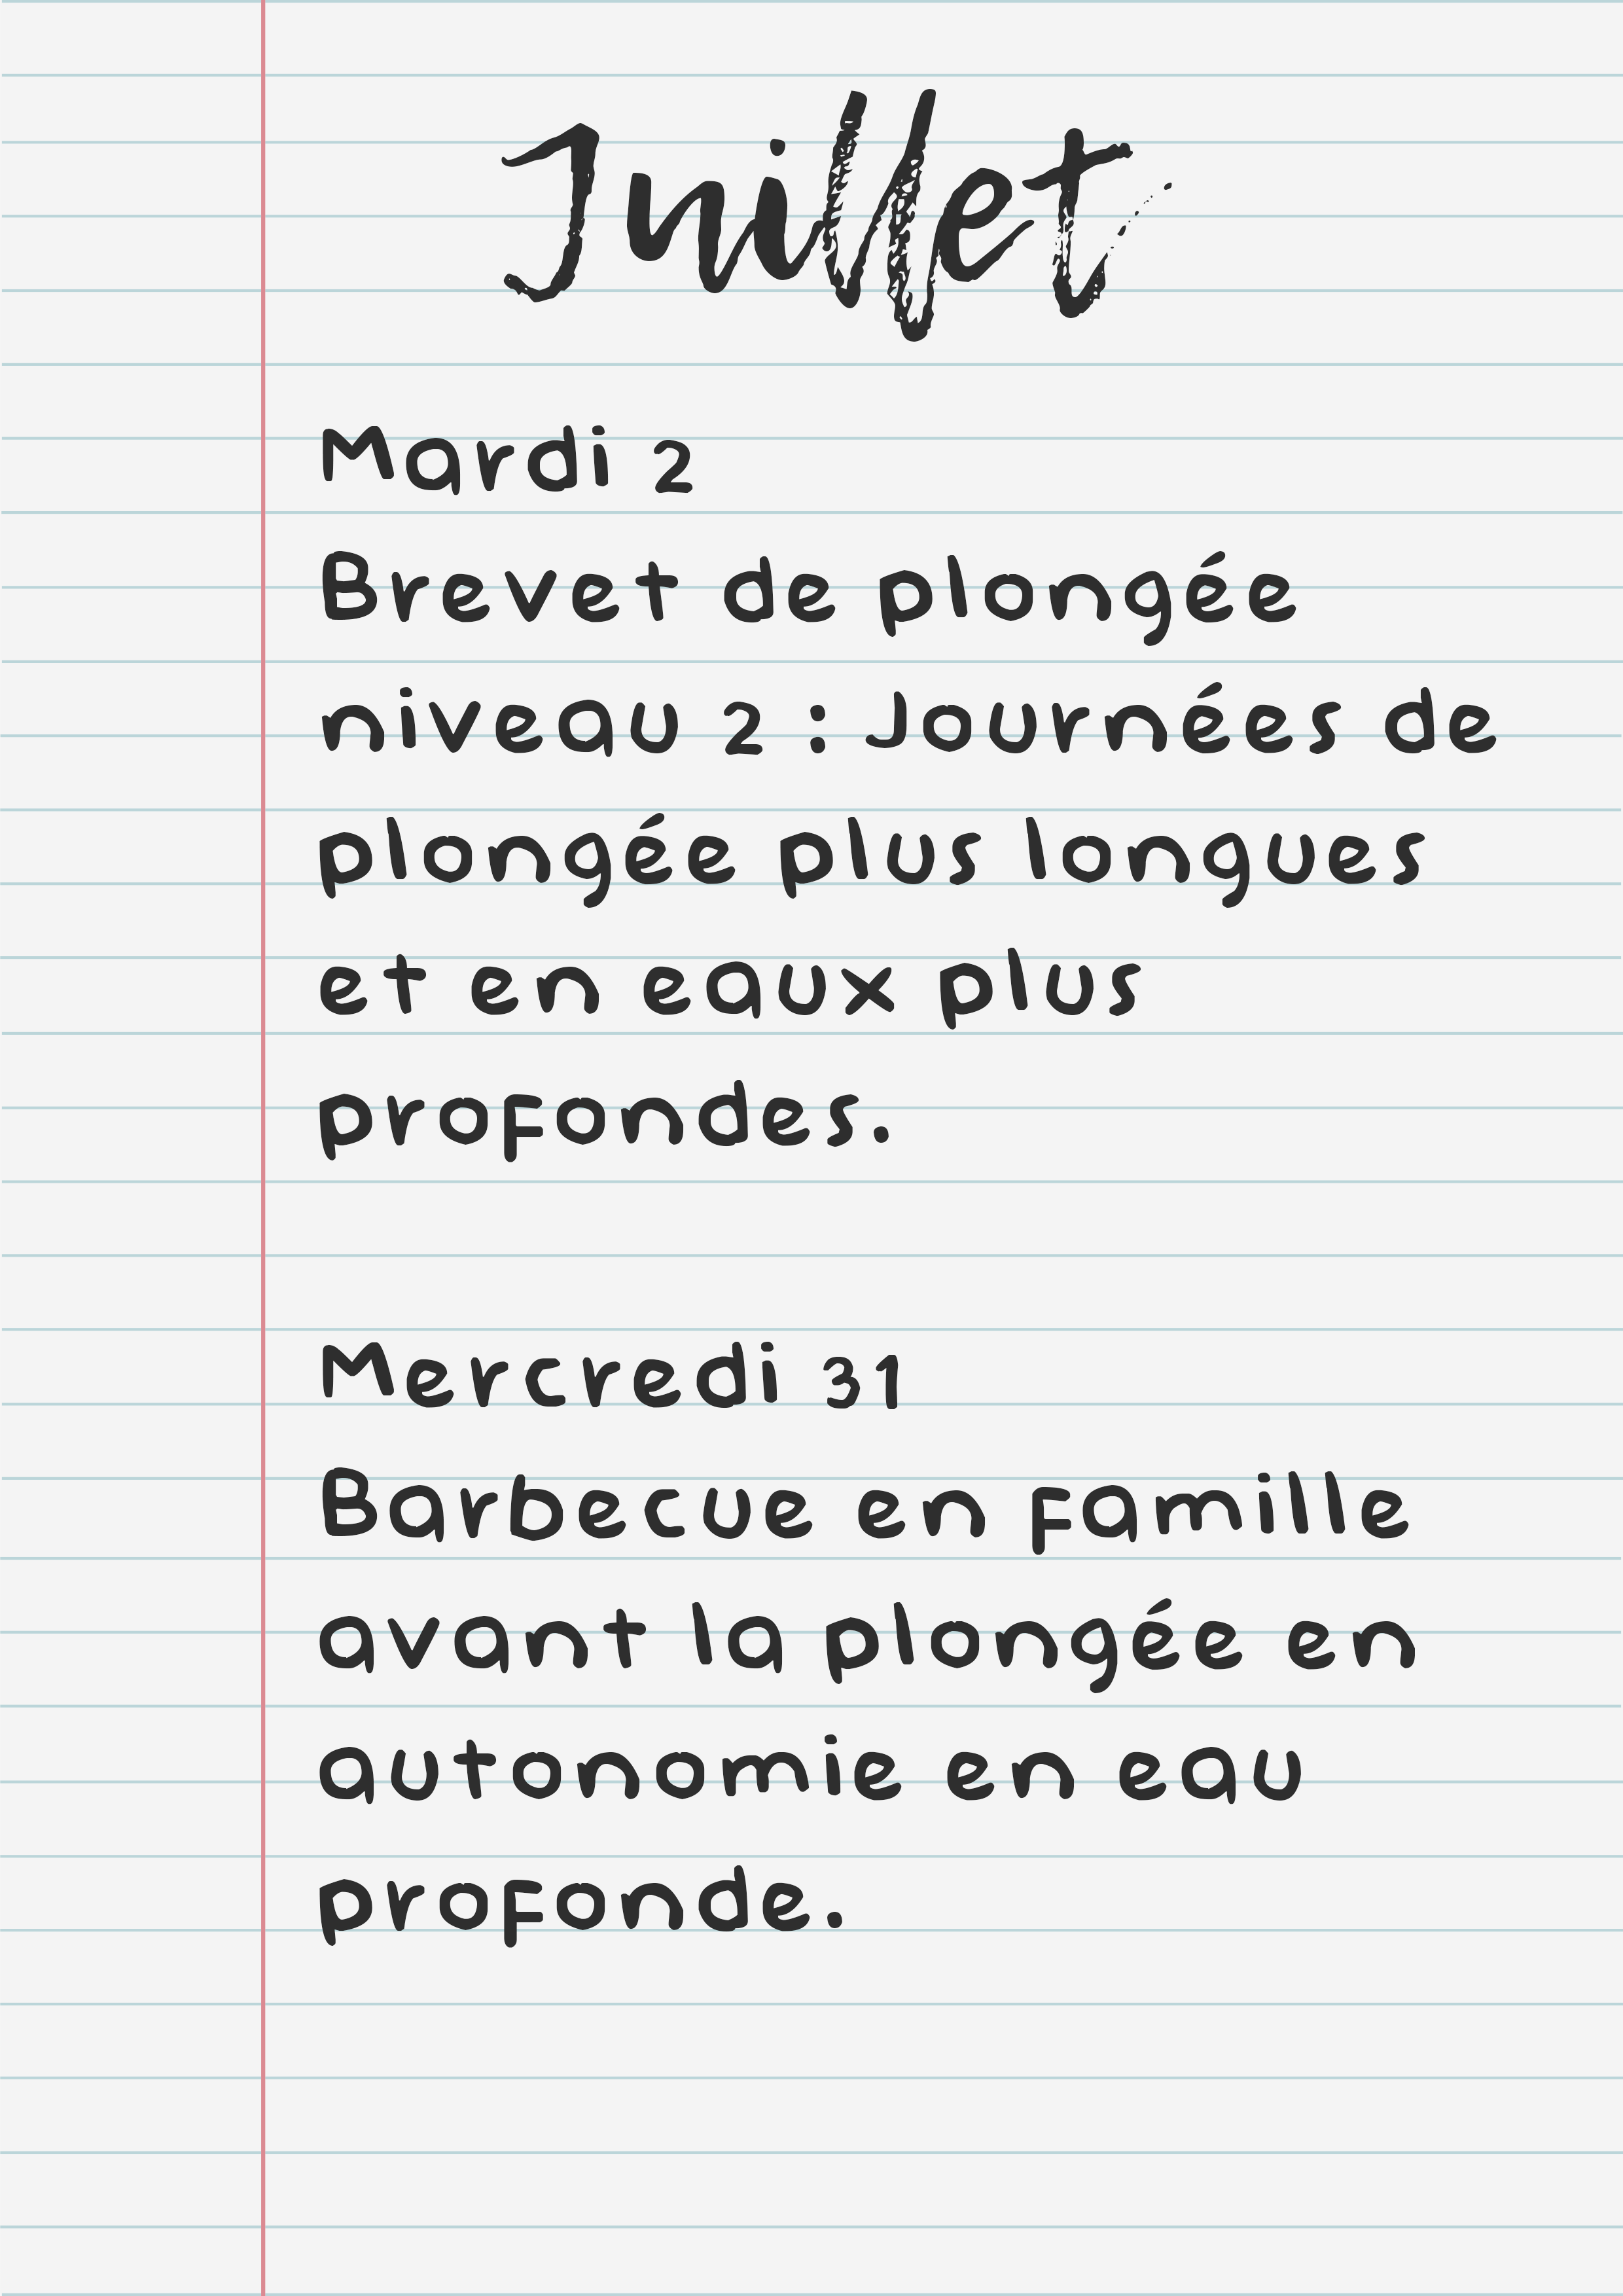 Juillet
Mardi 2
Brevet de plongée
niveau 2 : Journées de
plongée plus longues
et en eaux plus
profondes.
Mercredi 31
Barbecue en famille
avant la plongée en
autonomie en eau
profonde.